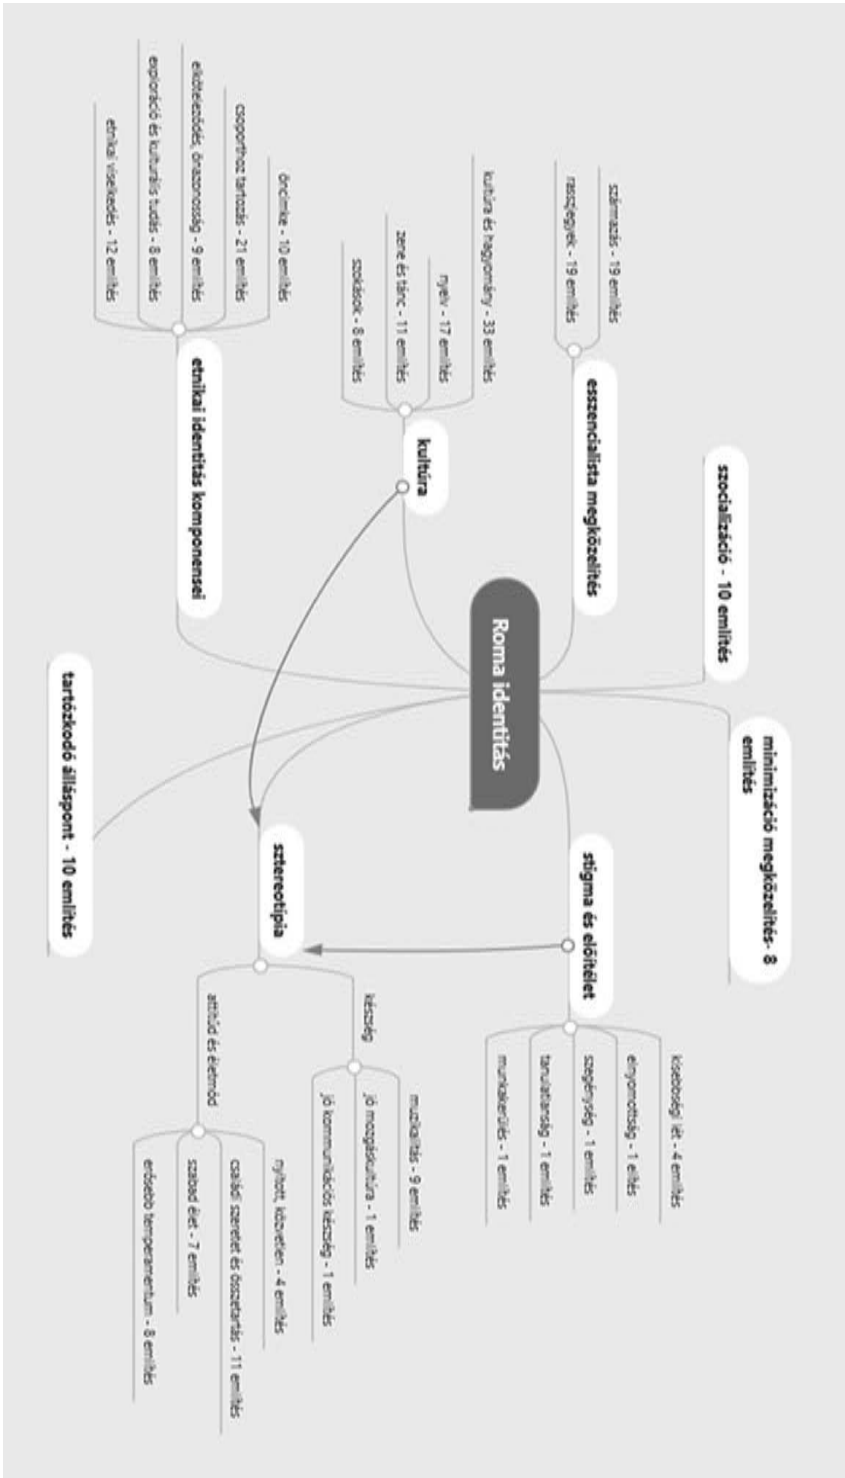 Roma identitás
szocializáció - 10 említés
esszencialista megközelítés
származás - 19 említés
rasszjegyek - 19 említés
kultúra
kultúra és hagyomány - 33 említés
nyelv - 17 említés
zene és tánc - 11 említés
szokások - 8 említés
etnikai identitás komponensei
öncímke - 10 említés
csoporthoz tartozás - 21 említés
elköteleződés, önazonosság - 9 említés
exploráció és kulturális tudás - 8 említés
etnikai viselkedés - 12 említés
minimizáció megközelítés- 8
említés
stigma és előítélet
kisebbségi lét - 4 említés
elnyomottság - 1 elítés
szegénység - 1 említés
tanulatlanság - 1 említés
munkakerülés - 1 említés
sztereotípia
készség
muzikalitás - 9 említés
jó mozgáskultúra - 1 említés
jó kommunikációs készség - 1 említés
attitűd és életmód
nyitott, közvetlen - 4 említés
családi szeretet és összetartás - 11 említés
szabad élet - 7 említés
erősebb temperamentum - 8 említés
tartózkodó álláspont - 10 említés